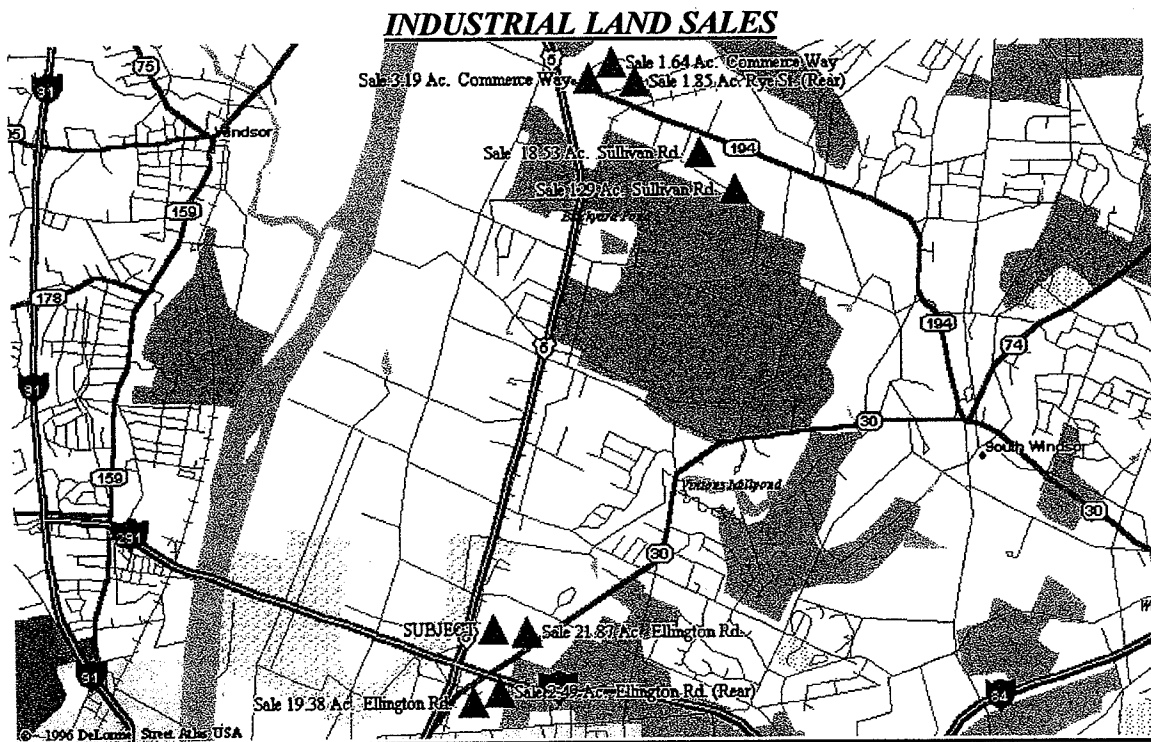 INDUSTRIAL LAND SALES
5
75
Sale 1.64 Ac. Commerce Way
Sale 3.19 Ac. Commerce Way
Sale 1.85 Ac. Rye St. (Rear)
91
Windsor
194
Sale 18.53 Ac. Sullivan Rd.
Sale 129 Ac. Sullivan Rd.
159
178
194
5
74
91
30
South Windsor
159
30
291
30
SUBJECT
Sale 21.87 Ac. Ellington Rd.
Sale 2.49 Ac. Ellington Rd. (Rear)
Sale 19.38 Ac. Ellington Rd.
91
84
© 1996 DeLorme Street Atlas USA